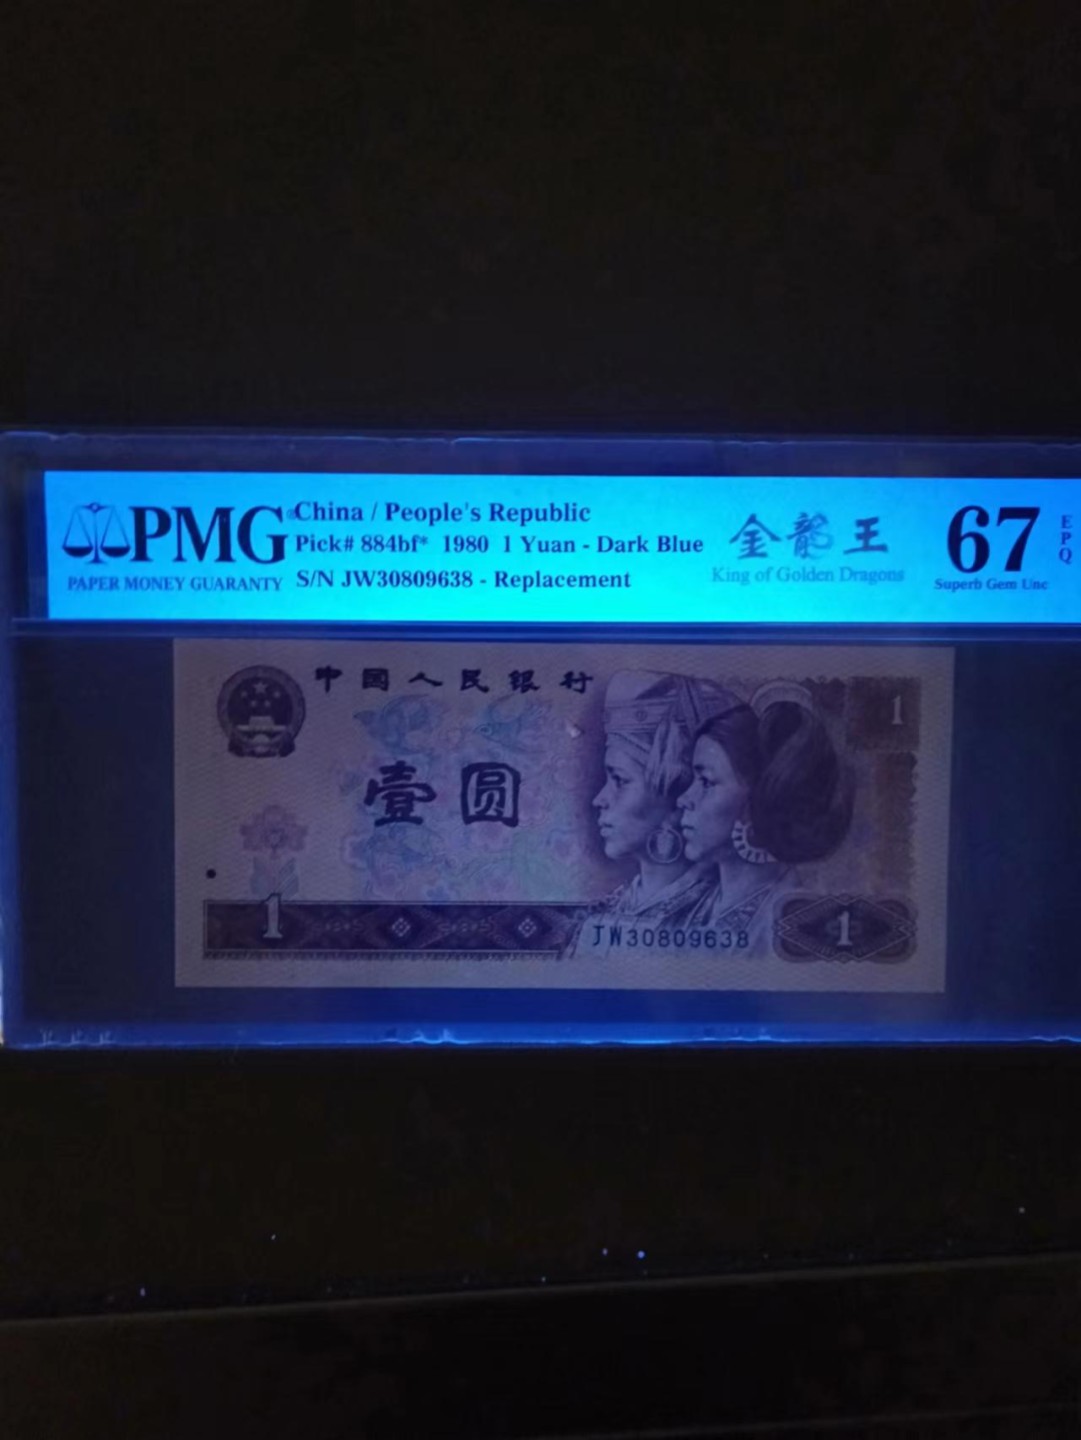 PMG
PAPER MONEY GUARANTY
China / People's Republic
Pick# 884bf* 1980 1 Yuan - Dark Blue
S/N JW30809638 - Replacement
金龍王
King of Golden Dragons
67
EPQ
Superb Gem Unc
中国人民银行
1
壹圆
1
JW30809638
1